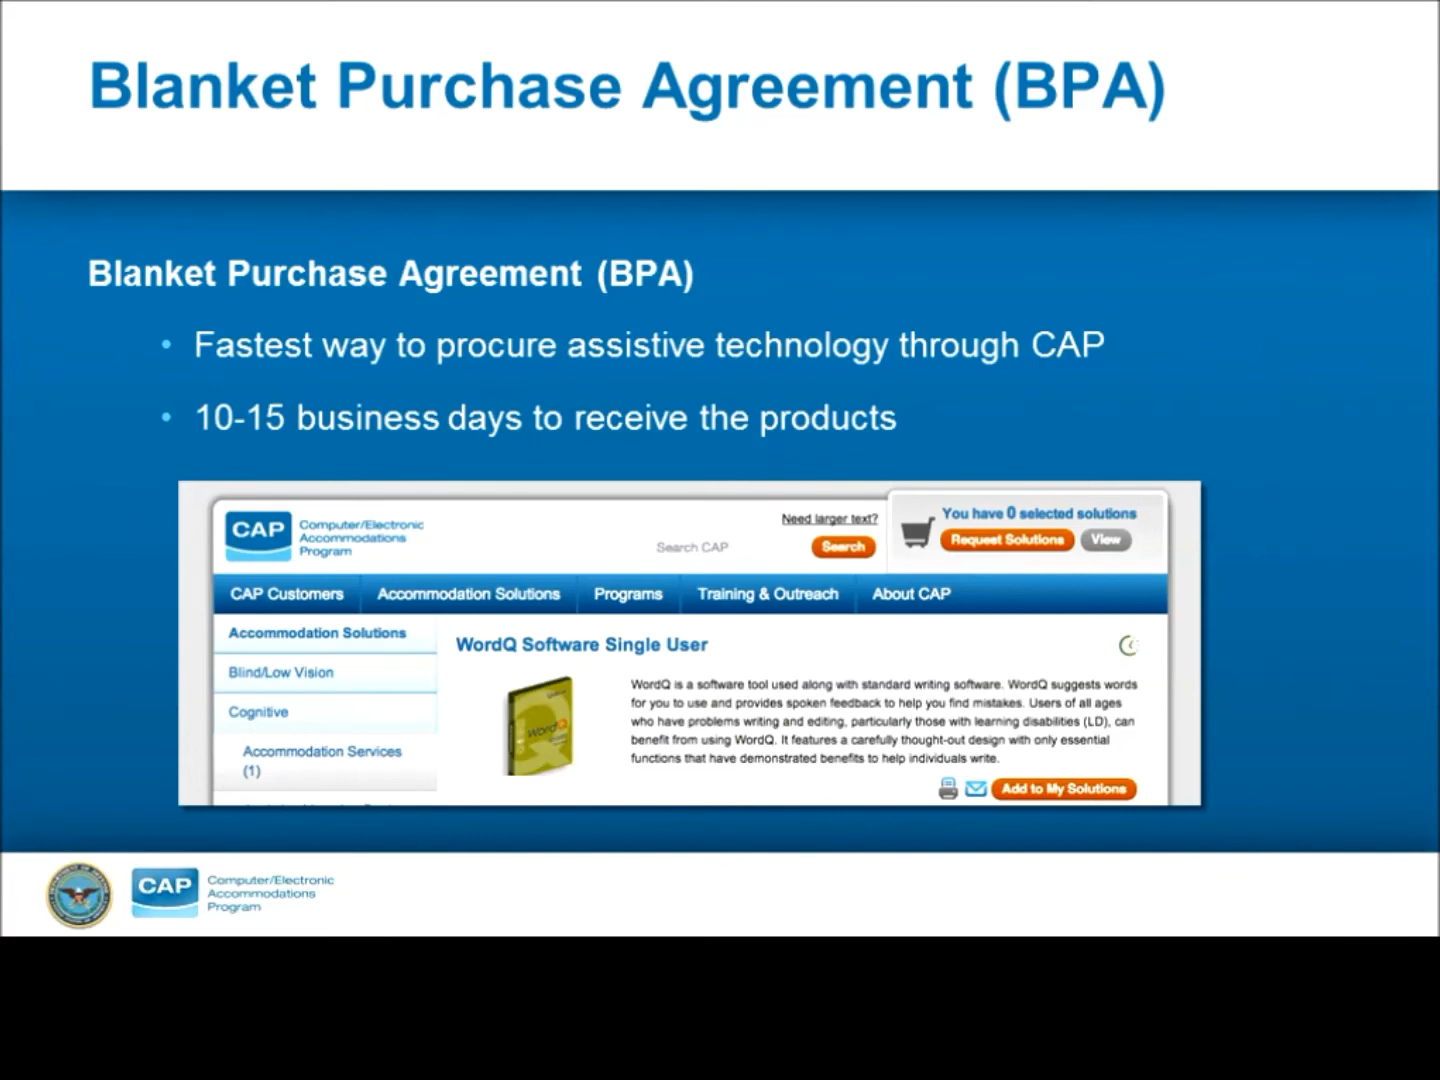 Blanket Purchase Agreement (BPA)
Blanket Purchase Agreement (BPA)
• Fastest way to procure assistive technology through CAP
• 10-15 business days to receive the products
CAP
Computer/Electronic
Accommodations
Program
Need larger text?
Search CAP
Search
You have 0 selected solutions
Request Solutions
View
CAP Customers
Accommodation Solutions
Programs
Training & Outreach
About CAP
Accommodation Solutions
Blind/Low Vision
Cognitive
Accommodation Services
(1)
WordQ Software Single User
WordQ
WordQ is a software tool used along with standard writing software. WordQ suggests words
for you to use and provides spoken feedback to help you find mistakes. Users of all ages
who have problems writing and editing, particularly those with learning disabilities (LD), can
benefit from using WordQ. It features a carefully thought-out design with only essential
functions that have demonstrated benefits to help individuals write.
Add to My Solutions
CAP
Computer/Electronic
Accommodations
Program